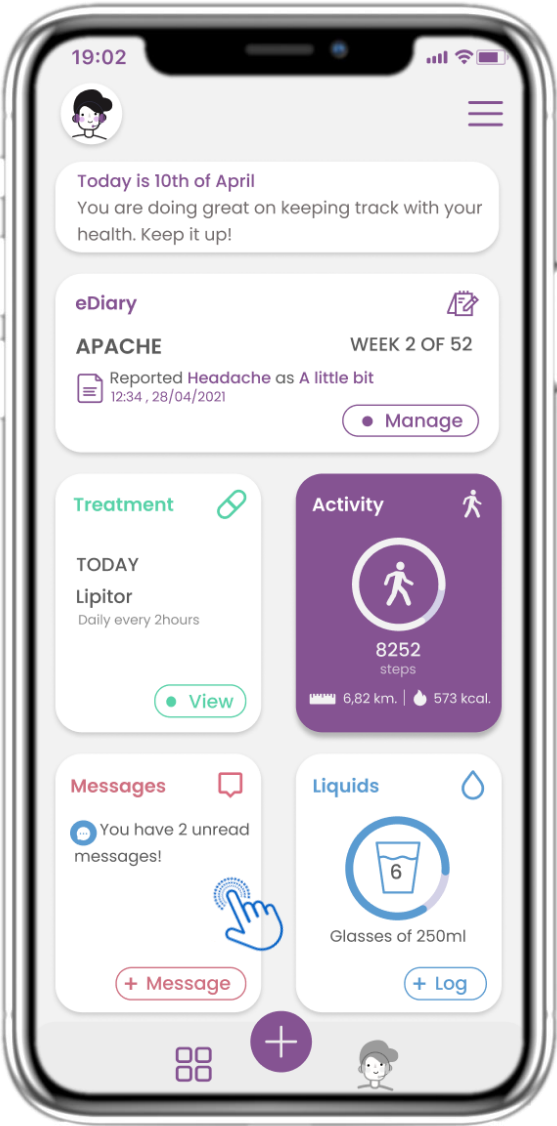 19:02
Today is 10th of April
You are doing great on keeping track with your
health. Keep it up!
eDiary
APACHE
WEEK 2 OF 52
Reported Headache as A little bit
12:34 , 28/04/2021
Manage
Treatment
TODAY
Lipitor
Daily every 2hours
View
Activity
8252
steps
6,82 km. | 573 kcal.
Messages
You have 2 unread
messages!
+ Message
Liquids
6
Glasses of 250ml
+ Log